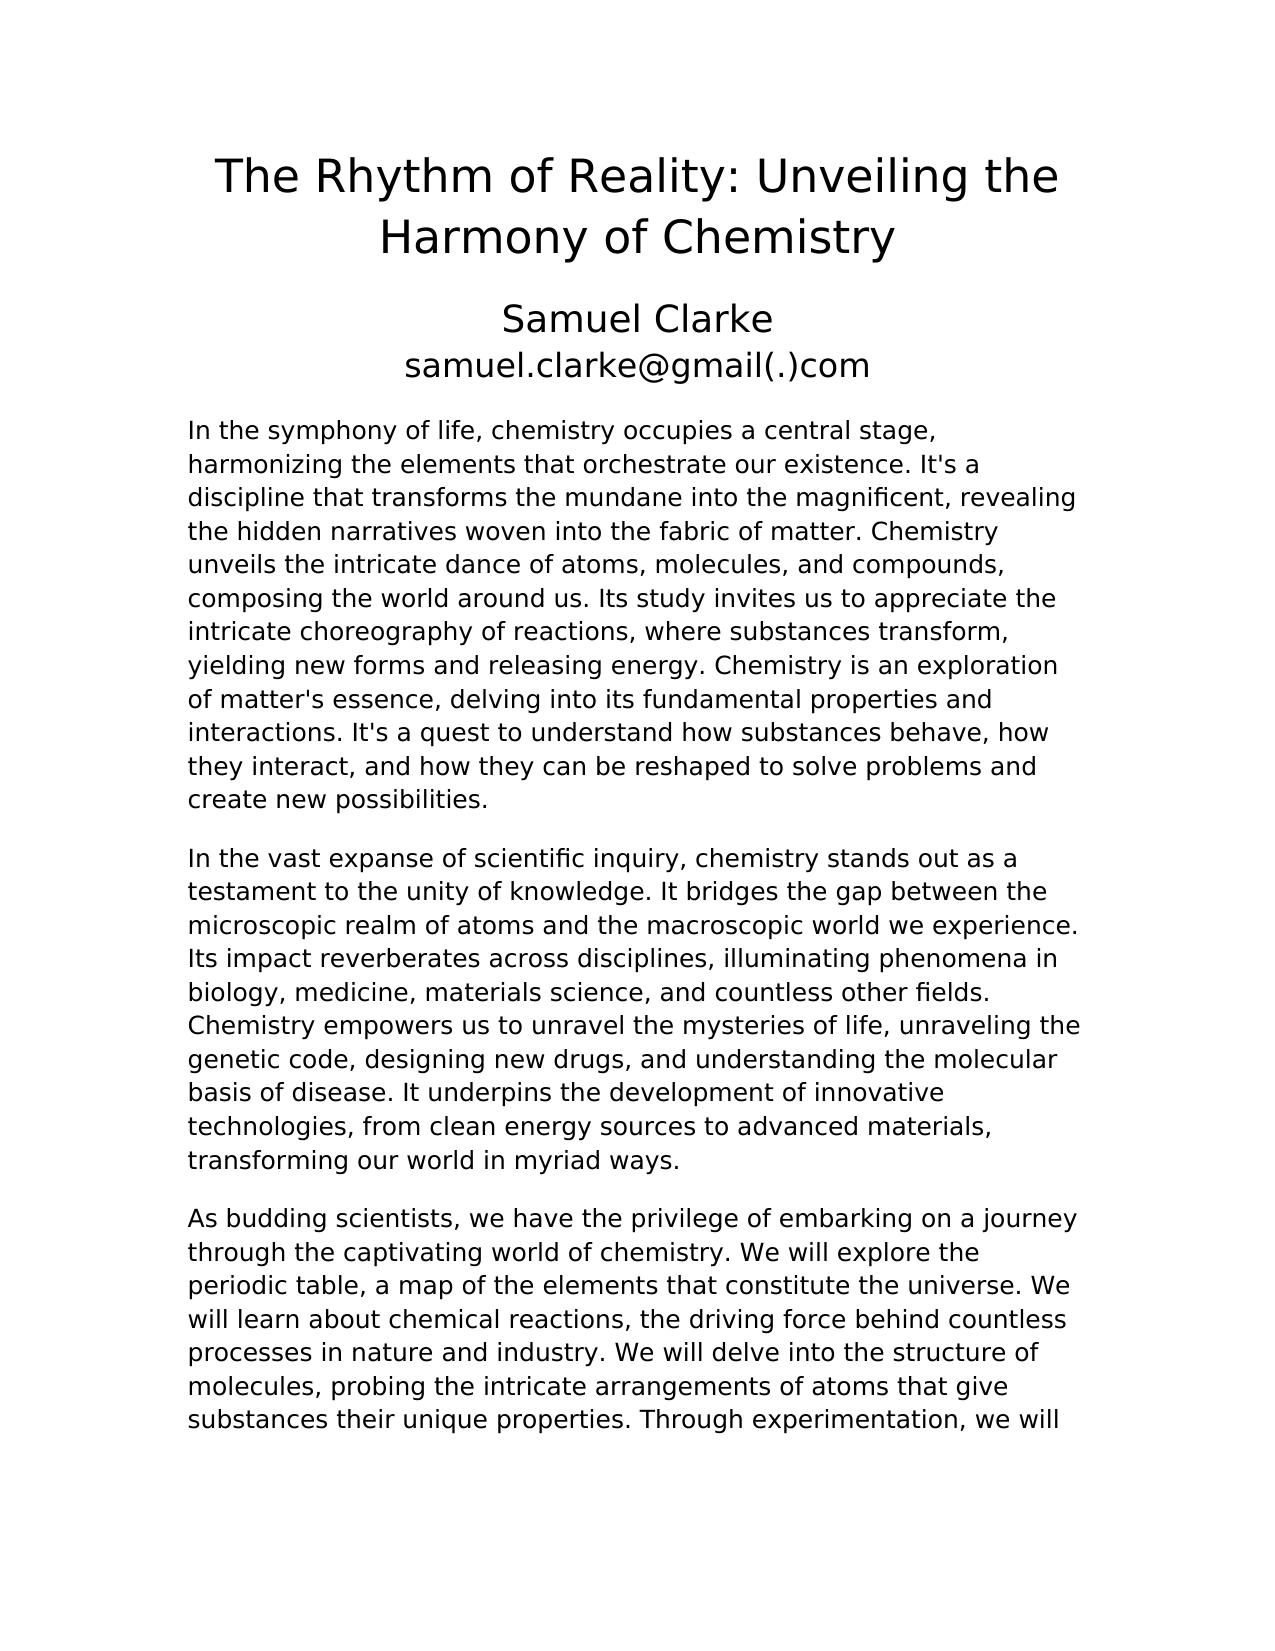 The Rhythm of Reality: Unveiling the
Harmony of Chemistry
Samuel Clarke
samuel.clarke@gmail(.)com
In the symphony of life, chemistry occupies a central stage,
harmonizing the elements that orchestrate our existence. It's a
discipline that transforms the mundane into the magnificent, revealing
the hidden narratives woven into the fabric of matter. Chemistry
unveils the intricate dance of atoms, molecules, and compounds,
composing the world around us. Its study invites us to appreciate the
intricate choreography of reactions, where substances transform,
yielding new forms and releasing energy. Chemistry is an exploration
of matter's essence, delving into its fundamental properties and
interactions. It's a quest to understand how substances behave, how
they interact, and how they can be reshaped to solve problems and
create new possibilities.
In the vast expanse of scientific inquiry, chemistry stands out as a
testament to the unity of knowledge. It bridges the gap between the
microscopic realm of atoms and the macroscopic world we experience.
Its impact reverberates across disciplines, illuminating phenomena in
biology, medicine, materials science, and countless other fields.
Chemistry empowers us to unravel the mysteries of life, unraveling the
genetic code, designing new drugs, and understanding the molecular
basis of disease. It underpins the development of innovative
technologies, from clean energy sources to advanced materials,
transforming our world in myriad ways.
As budding scientists, we have the privilege of embarking on a journey
through the captivating world of chemistry. We will explore the
periodic table, a map of the elements that constitute the universe. We
will learn about chemical reactions, the driving force behind countless
processes in nature and industry. We will delve into the structure of
molecules, probing the intricate arrangements of atoms that give
substances their unique properties. Through experimentation, we will